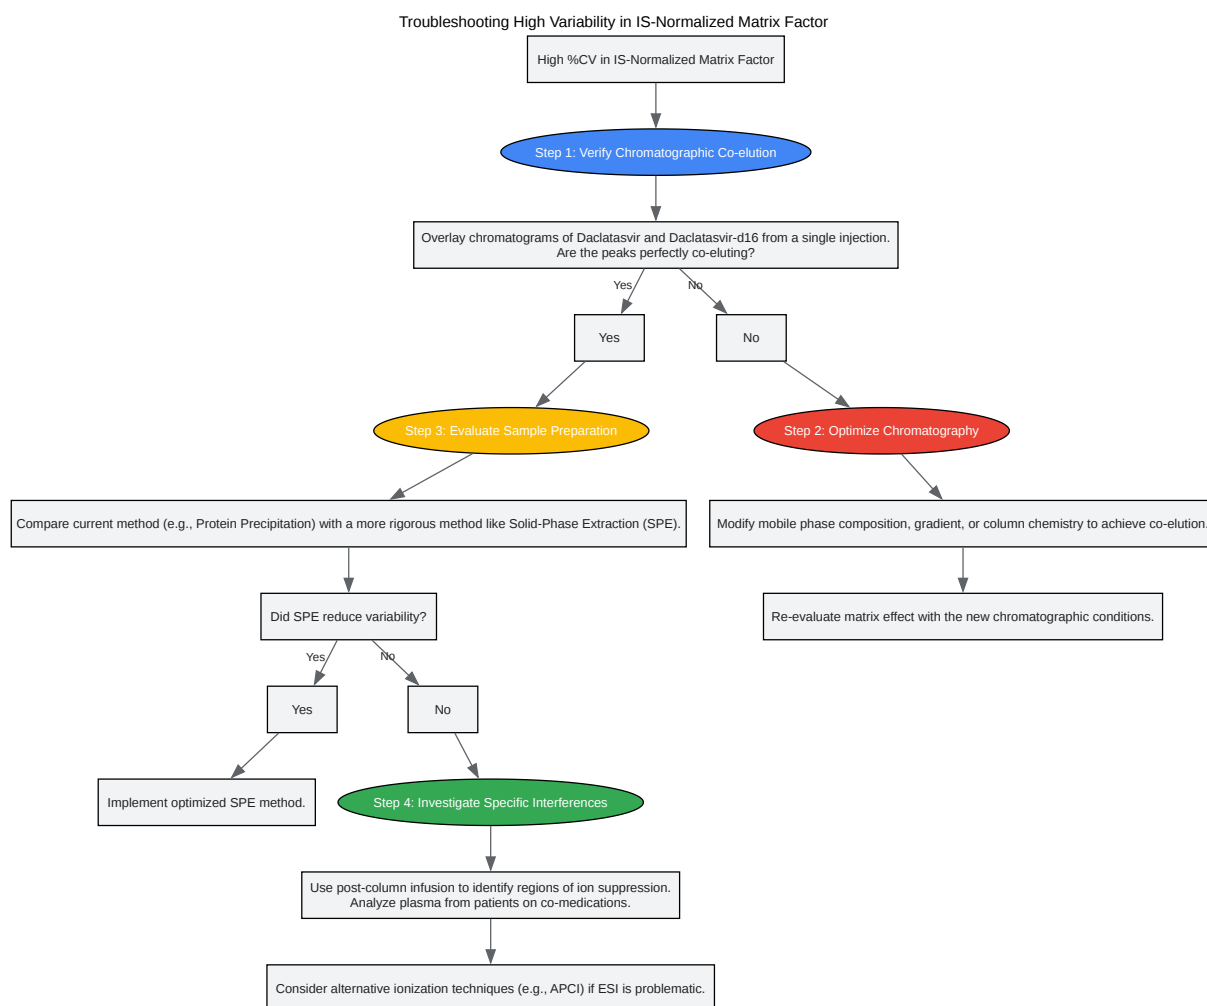 Troubleshooting High Variability in IS-Normalized Matrix Factor
High %CV in IS-Normalized Matrix Factor
Step 1: Verify Chromatographic Co-elution
Overlay chromatograms of Daclatasvir and Daclatasvir-d16 from a single injection.
Are the peaks perfectly co-eluting?
Yes
No
Yes
No
Step 3: Evaluate Sample Preparation
Step 2: Optimize Chromatography
Compare current method (e.g., Protein Precipitation) with a more rigorous method like Solid-Phase Extraction (SPE).
Modify mobile phase composition, gradient, or column chemistry to achieve co-elution.
Did SPE reduce variability?
Re-evaluate matrix effect with the new chromatographic conditions.
Yes
No
Yes
No
Implement optimized SPE method.
Step 4: Investigate Specific Interferences
Use post-column infusion to identify regions of ion suppression.
Analyze plasma from patients on co-medications.
Consider alternative ionization techniques (e.g., APCI) if ESI is problematic.